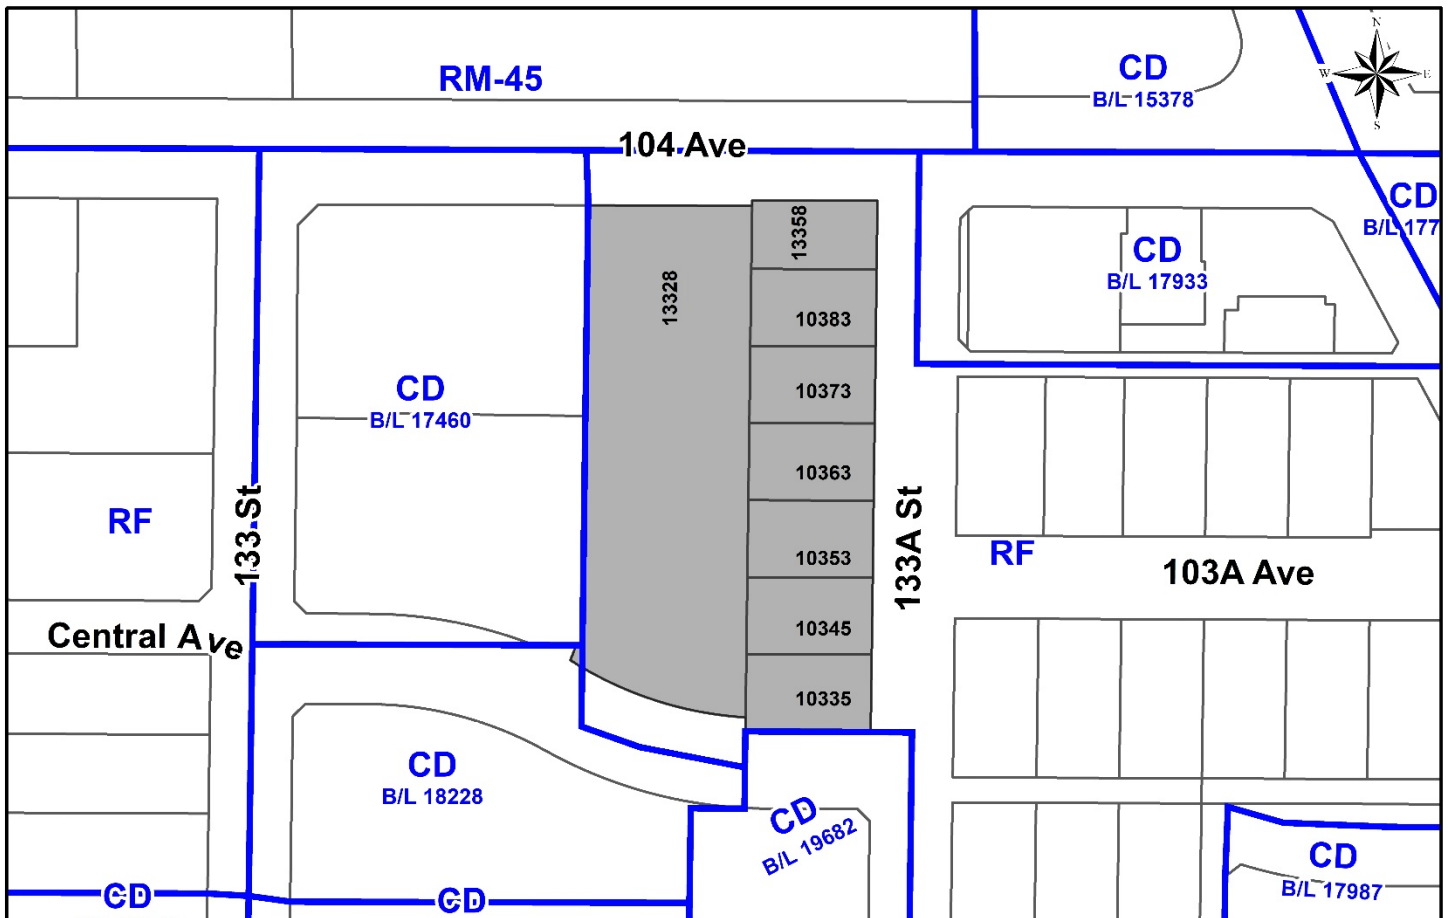 RM-45
CD
B/L 15378
N
W
E
S
104 Ave
CD
B/L 177
13358
CD
B/L 17933
13328
10383
CD
B/L 17460
10373
10363
RF
133 St
133A St
RF
10353
103A Ave
Central Ave
10345
10335
CD
B/L 18228
CD
B/L 19682
CD
B/L 17987
CD
CD